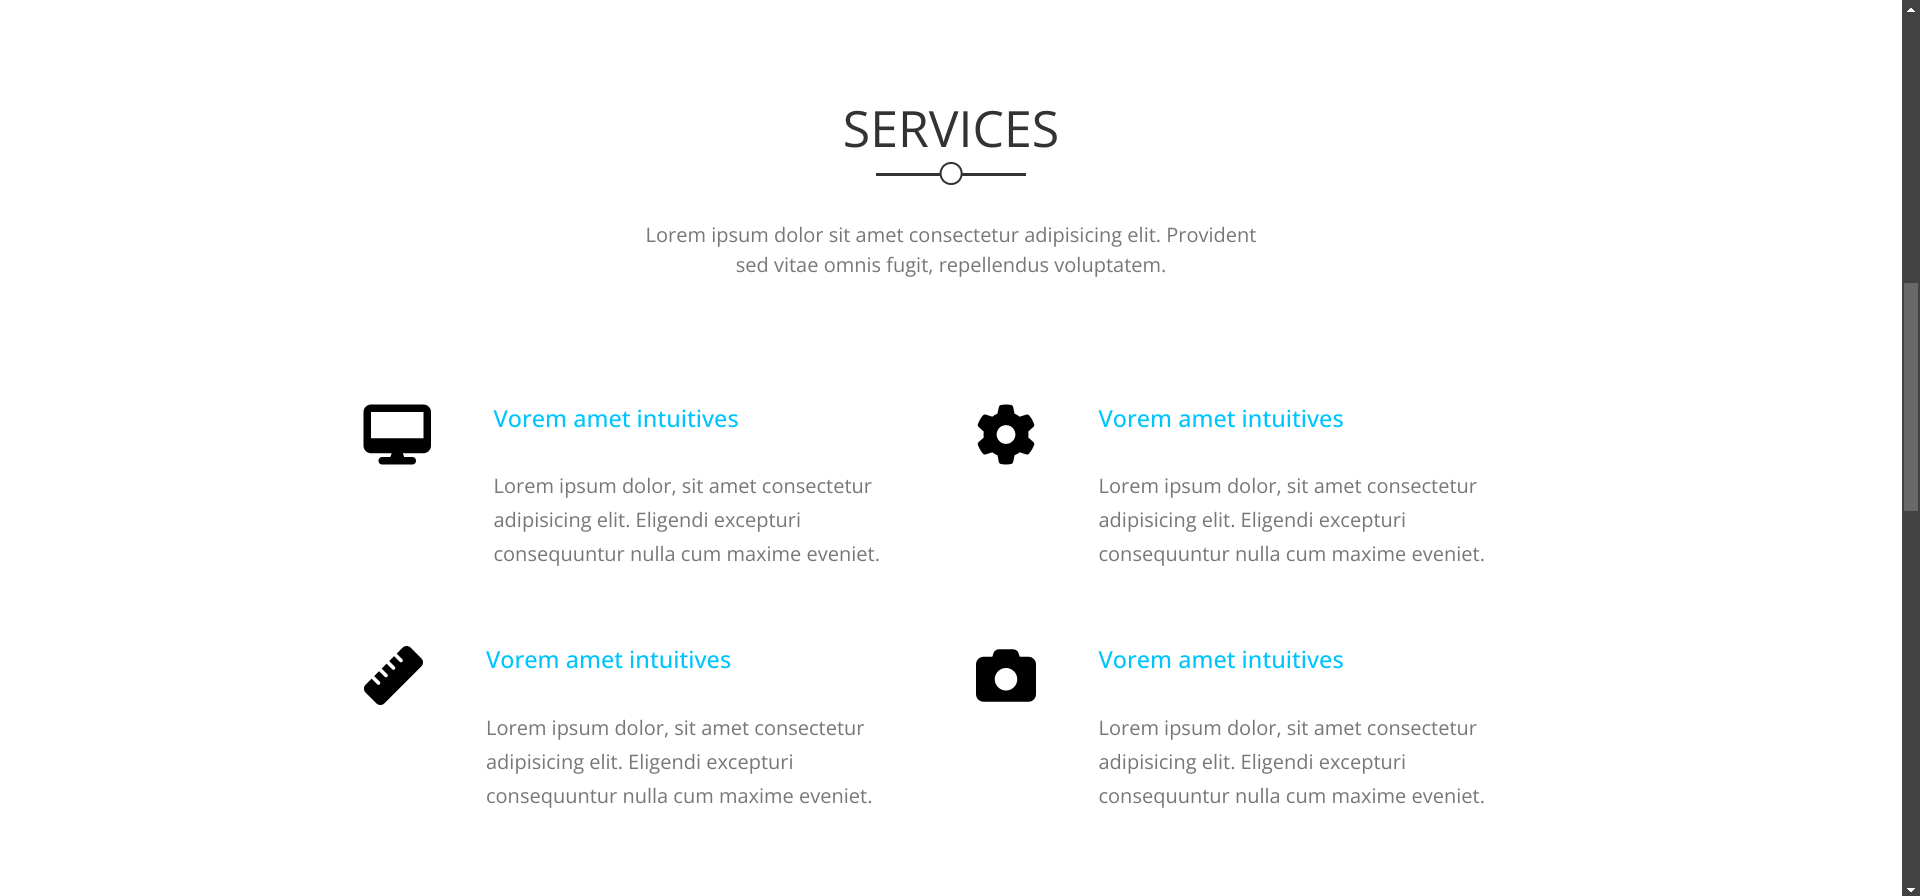 SERVICES
Lorem ipsum dolor sit amet consectetur adipisicing elit. Provident
sed vitae omnis fugit, repellendus voluptatem.
Vorem amet intuitives
Lorem ipsum dolor, sit amet consectetur
adipisicing elit. Eligendi excepturi
consequuntur nulla cum maxime eveniet.
Vorem amet intuitives
Lorem ipsum dolor, sit amet consectetur
adipisicing elit. Eligendi excepturi
consequuntur nulla cum maxime eveniet.
Vorem amet intuitives
Lorem ipsum dolor, sit amet consectetur
adipisicing elit. Eligendi excepturi
consequuntur nulla cum maxime eveniet.
Vorem amet intuitives
Lorem ipsum dolor, sit amet consectetur
adipisicing elit. Eligendi excepturi
consequuntur nulla cum maxime eveniet.